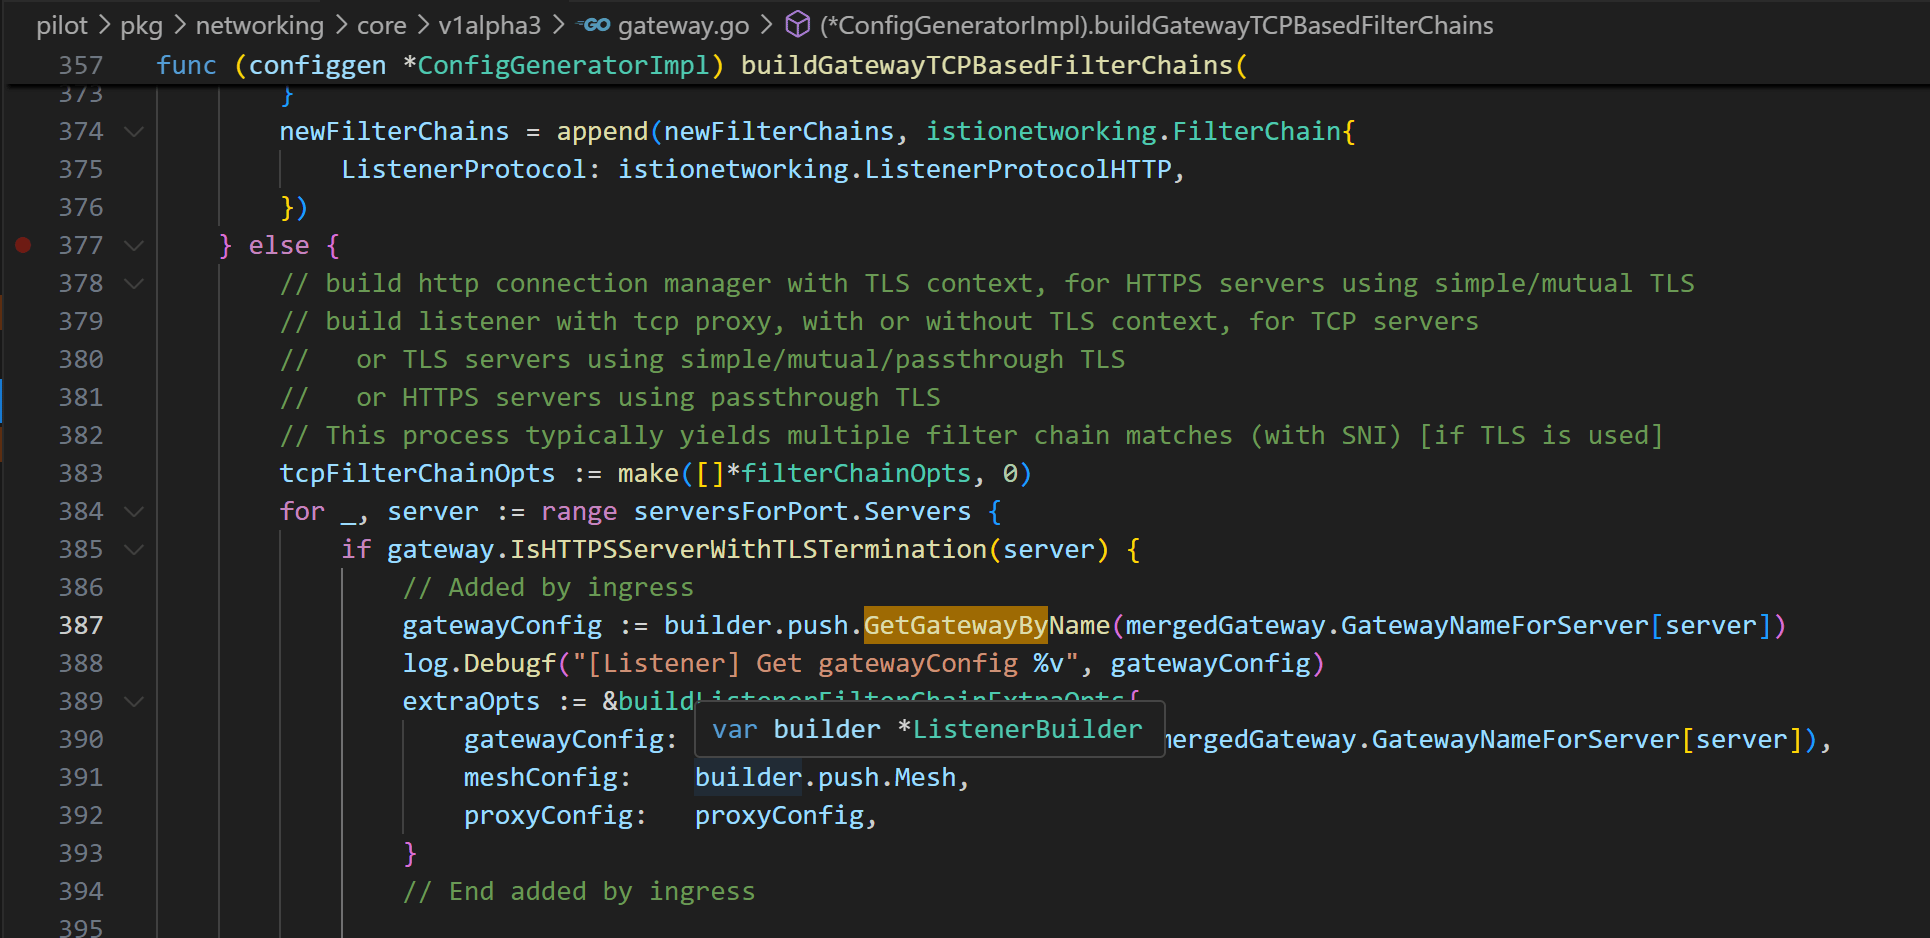 pilot > pkg > networking > core > v1alpha3 > GO gateway.go > (*ConfigGeneratorImpl).buildGatewayTCPBasedFilterChains
357 func (configgen *ConfigGeneratorImpl) buildGatewayTCPBasedFilterChains(
373 }
374 newFilterChains = append(newFilterChains, istionetworking.FilterChain{
375 ListenerProtocol: istionetworking.ListenerProtocolHTTP,
376 })
377 } else {
378 // build http connection manager with TLS context, for HTTPS servers using simple/mutual TLS
379 // build listener with tcp proxy, with or without TLS context, for TCP servers
380 //   or TLS servers using simple/mutual/passthrough TLS
381 //   or HTTPS servers using passthrough TLS
382 // This process typically yields multiple filter chain matches (with SNI) [if TLS is used]
383 tcpFilterChainOpts := make([]*filterChainOpts, 0)
384 for _, server := range serversForPort.Servers {
385 if gateway.IsHTTPSServerWithTLSTermination(server) {
386 // Added by ingress
387 gatewayConfig := builder.push.GetGatewayByName(mergedGateway.GatewayNameForServer[server])
388 log.Debugf("[Listener] Get gatewayConfig %v", gatewayConfig)
389 extraOpts := &buildListenerFilterChainExtraOpts{
var builder *ListenerBuilder
390 gatewayConfig: mergedGateway.GatewayNameForServer[server]),
391 meshConfig: builder.push.Mesh,
392 proxyConfig: proxyConfig,
393 }
394 // End added by ingress
395